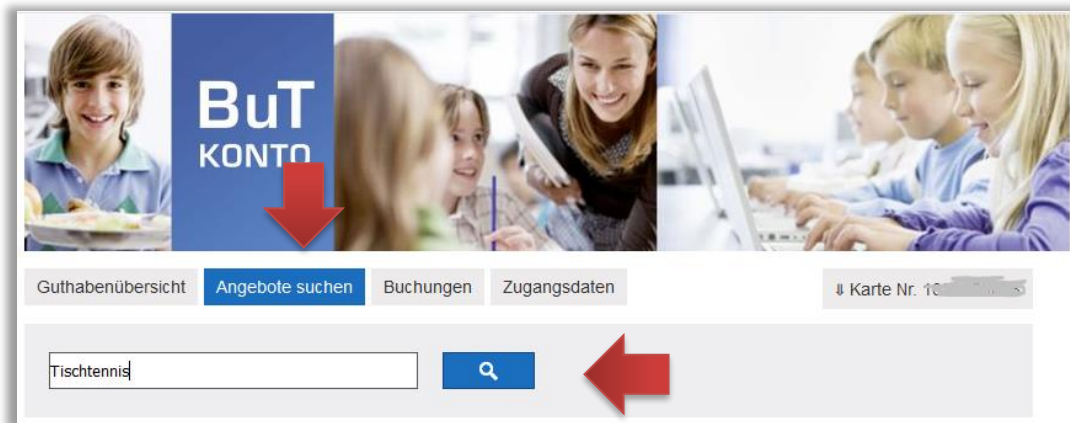 BuT
KONTO
Guthabenübersicht Angebote suchen Buchungen Zugangsdaten ⇓ Karte Nr.
Tischtennis